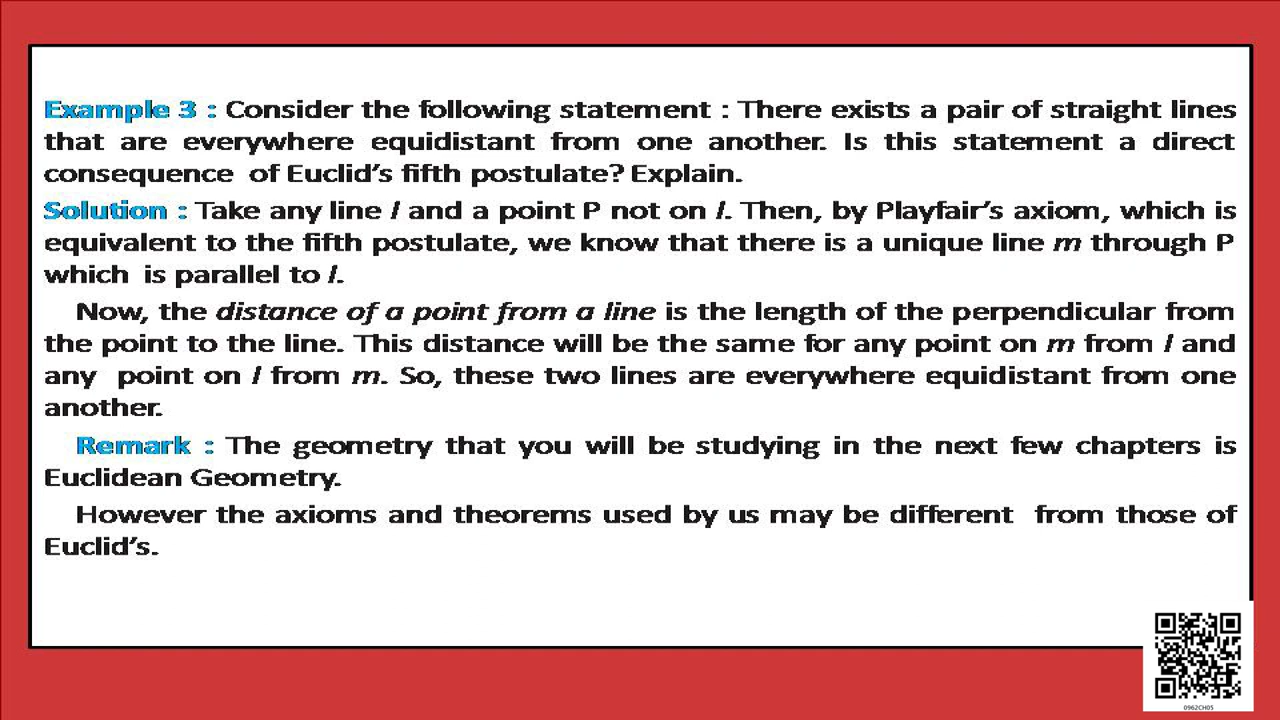 Example 3 : Consider the following statement : There exists a pair of straight lines
that are everywhere equidistant from one another. Is this statement a direct
consequence of Euclid's fifth postulate? Explain.
Solution : Take any line l and a point P not on l. Then, by Playfair's axiom, which is
equivalent to the fifth postulate, we know that there is a unique line m through P
which is parallel to l.
Now, the distance of a point from a line is the length of the perpendicular from
the point to the line. This distance will be the same for any point on m from l and
any point on l from m. So, these two lines are everywhere equidistant from one
another.
Remark : The geometry that you will be studying in the next few chapters is
Euclidean Geometry.
However the axioms and theorems used by us may be different from those of
Euclid's.
0962CH05